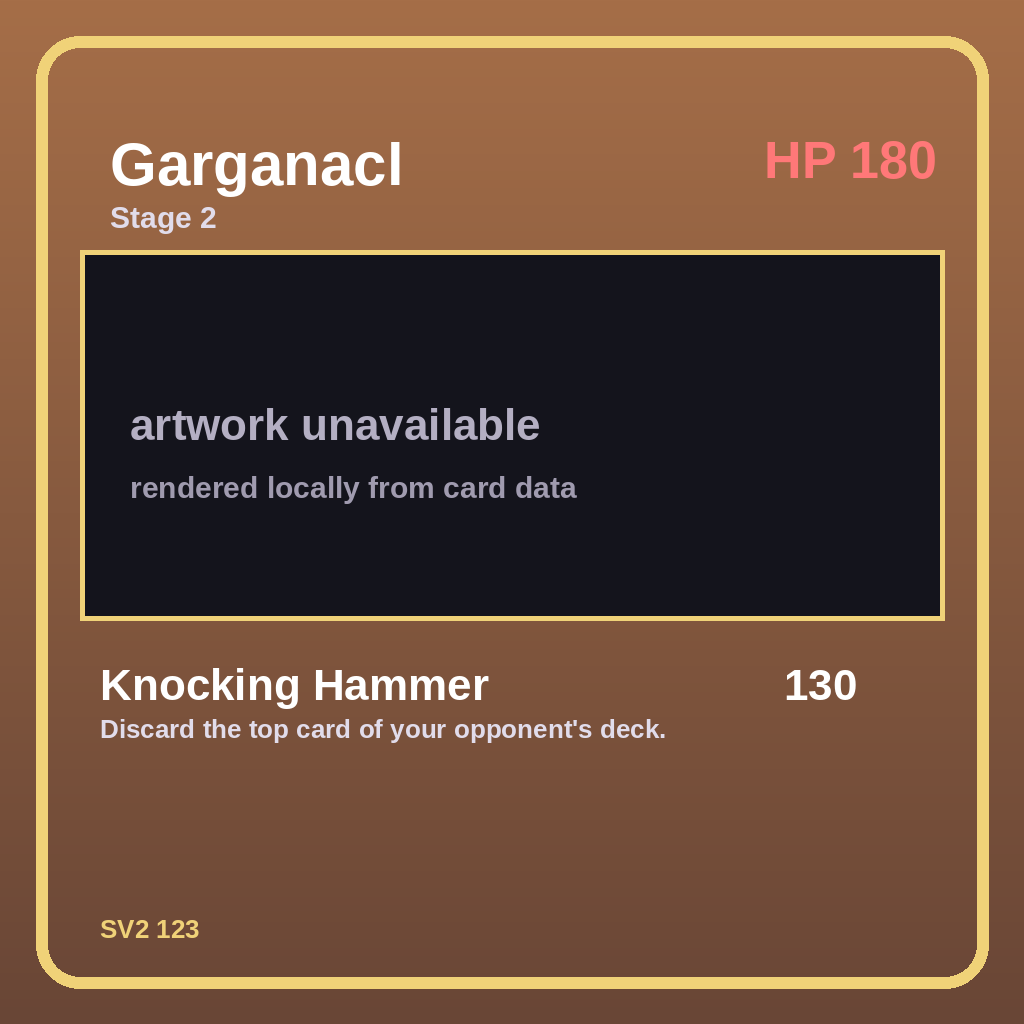 Garganacl
HP 180
Stage 2
artwork unavailable
rendered locally from card data
Knocking Hammer 130
Discard the top card of your opponent's deck.
SV2 123